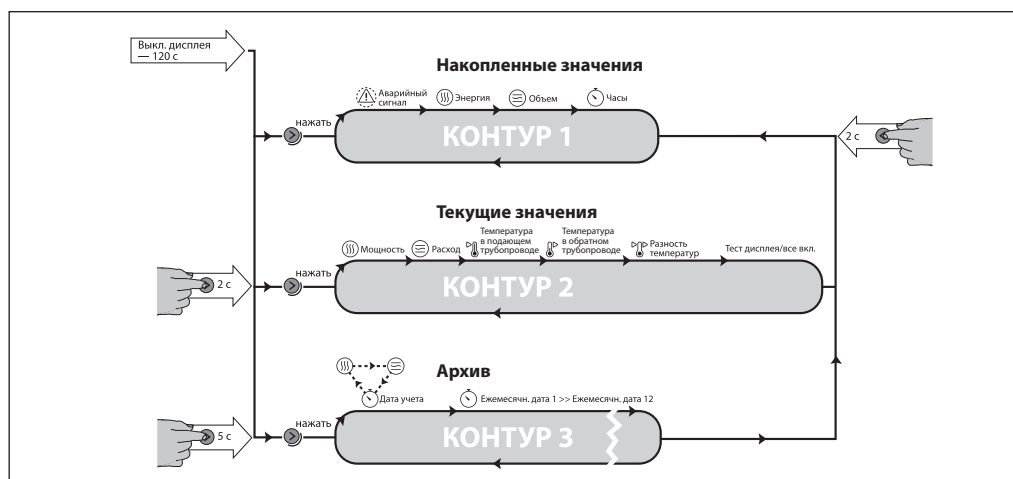 Выкл. дисплея
— 120 с
Накопленные значения
Аварийный
сигнал
Энергия
Объем
Часы
нажать
КОНТУР 1
2 с
Текущие значения
Мощность
Расход
Температура
в подающем
трубопроводе
Температура
в обратном
трубопроводе
Разность
температур
Тест дисплея/все вкл.
нажать
2 с
КОНТУР 2
Архив
Дата учета
Ежемесячн. дата 1 >> Ежемесячн. дата 12
нажать
5 с
КОНТУР 3